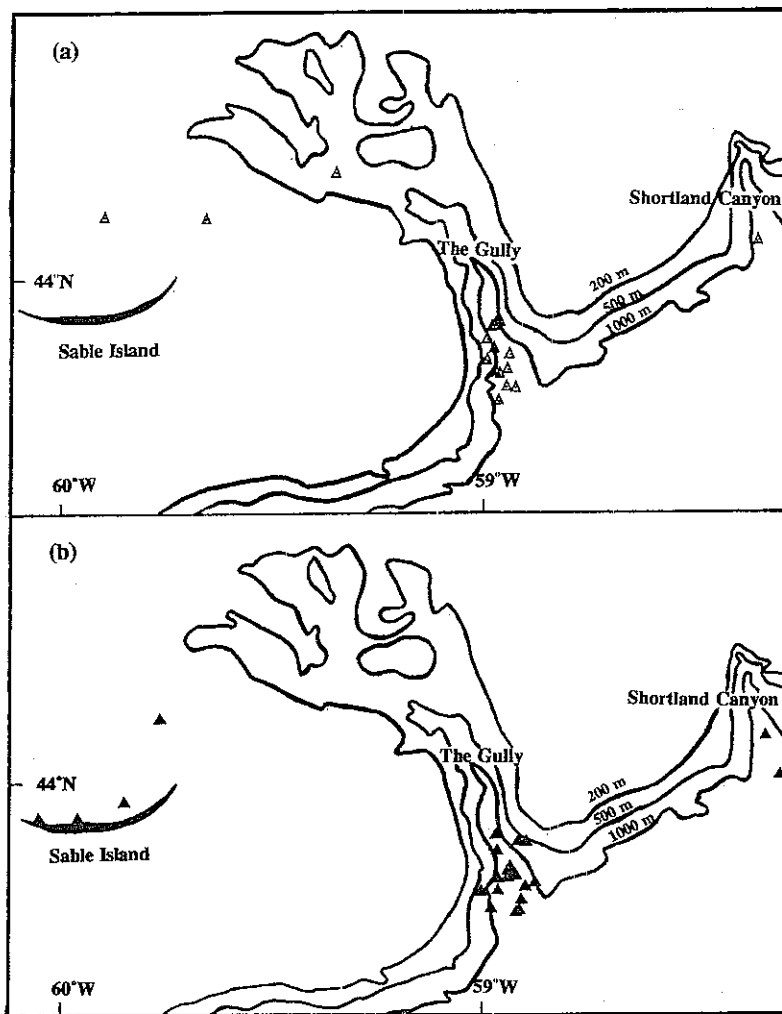 (a)
Shortland Canyon
The Gully
44°N
200 m
500 m
1000 m
Sable Island
60°W
59°W
(b)
Shortland Canyon
The Gully
44°N
200 m
500 m
1000 m
Sable Island
60°W
59°W